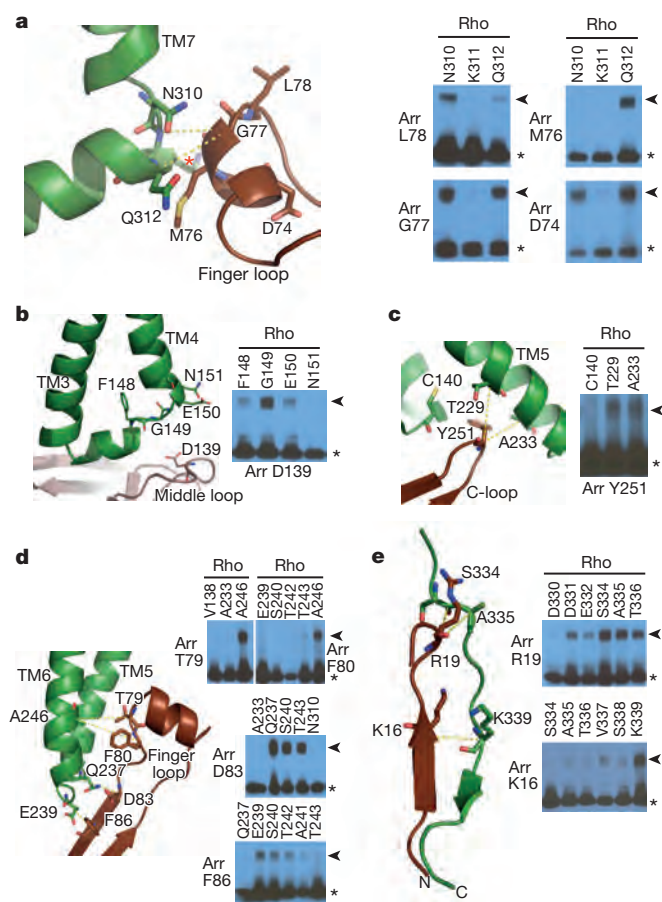 a
TM7
N310
L78
G77
*
Q312
M76
D74
Finger loop
Rho
N310
K311
Q312
Arr
L78
*
Arr
G77
*
Rho
N310
K311
Q312
Arr
M76
*
Arr
D74
*
b
TM4
TM3
F148
N151
E150
G149
D139
Middle loop
Rho
F148
G149
E150
N151
*
Arr D139
c
TM5
C140
T229
Y251
A233
C-loop
Rho
C140
T229
A233
*
Arr Y251
d
TM6
TM5
T79
A246
F80
Finger
loop
Q237
D83
E239
F86
Rho
V138
A233
A246
Arr
T79
Rho
E239
S240
T242
T243
A246
Arr
F80
*
A233
Q237
S240
T243
N310
Arr
D83
*
Q237
E239
S240
T242
A241
T243
Arr
F86
*
e
S334
A335
R19
K339
K16
N
C
Rho
D330
D331
E332
S334
A335
T336
Arr
R19
*
S334
A335
T336
V337
S338
K339
Arr
K16
*